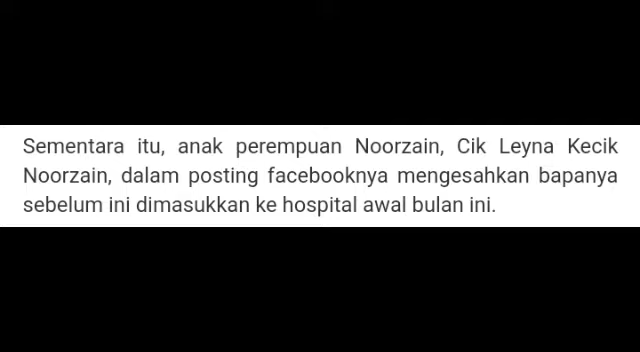 Sementara itu, anak perempuan Noorzain, Cik Leyna Kecik
Noorzain, dalam posting facebooknya mengesahkan bapanya
sebelum ini dimasukkan ke hospital awal bulan ini.